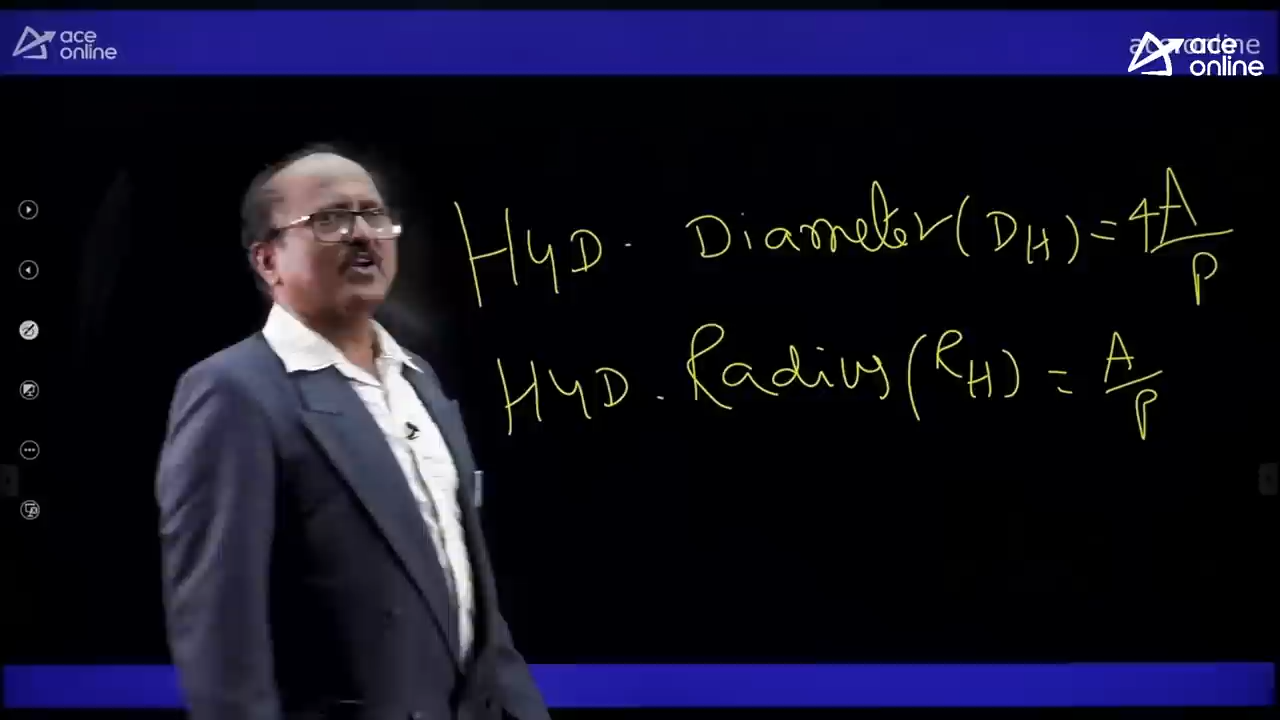 ace online
ace online
HYD. Diameter (DH) = 4A/P
HYD. Radius (RH) = A/P